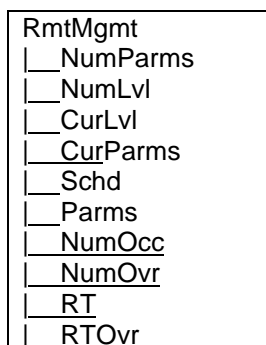 RmtMgmt
|__NumParms
|__NumLvl
|__CurLvl
|__CurParms
|__Schd
|__Parms
|__NumOcc
|__NumOvr
|__RT
|__RTOvr